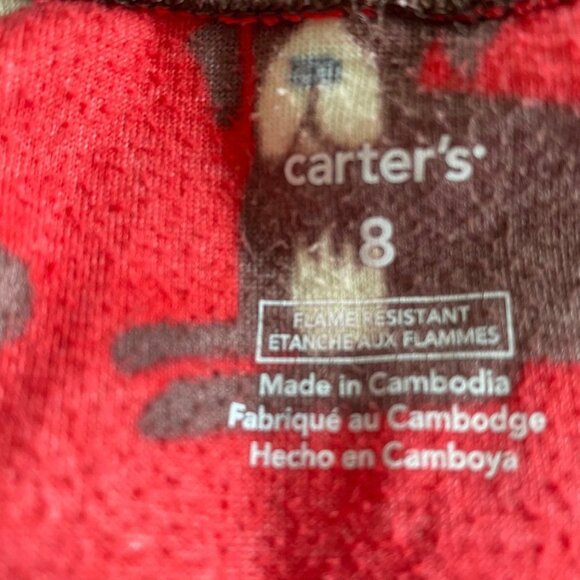 carter's
8
FLAME RESISTANT
ETANCHE AUX FLAMMES
Made in Cambodia
Fabriqué au Cambodge
Hecho en Camboya